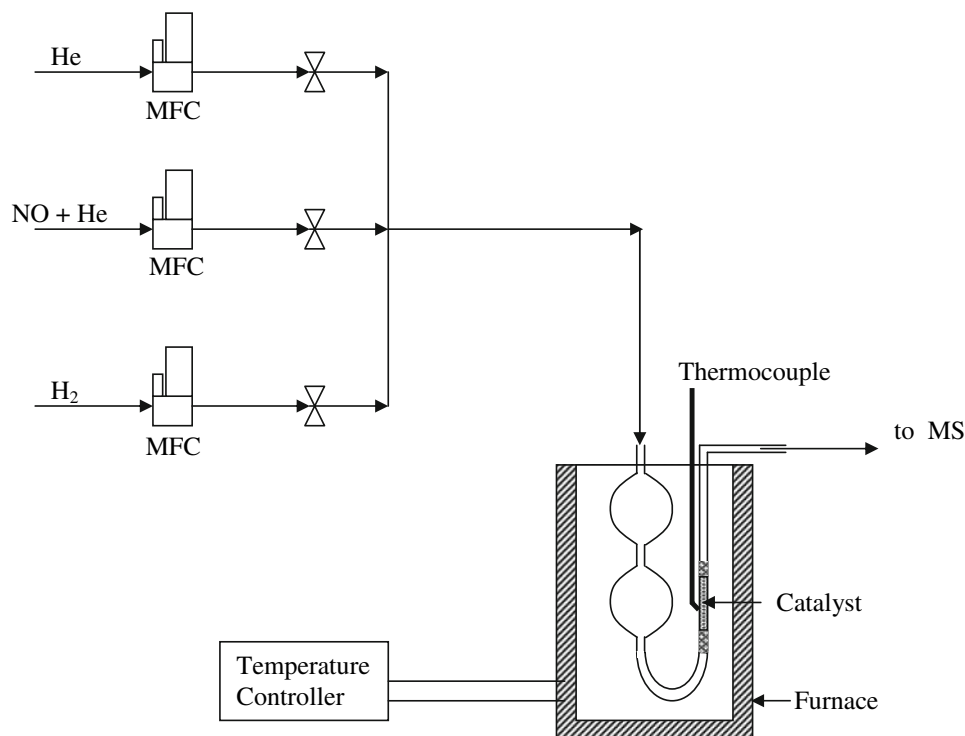 He
MFC
NO + He
MFC
H₂
MFC
Thermocouple
to MS
Catalyst
Temperature
Controller
Furnace